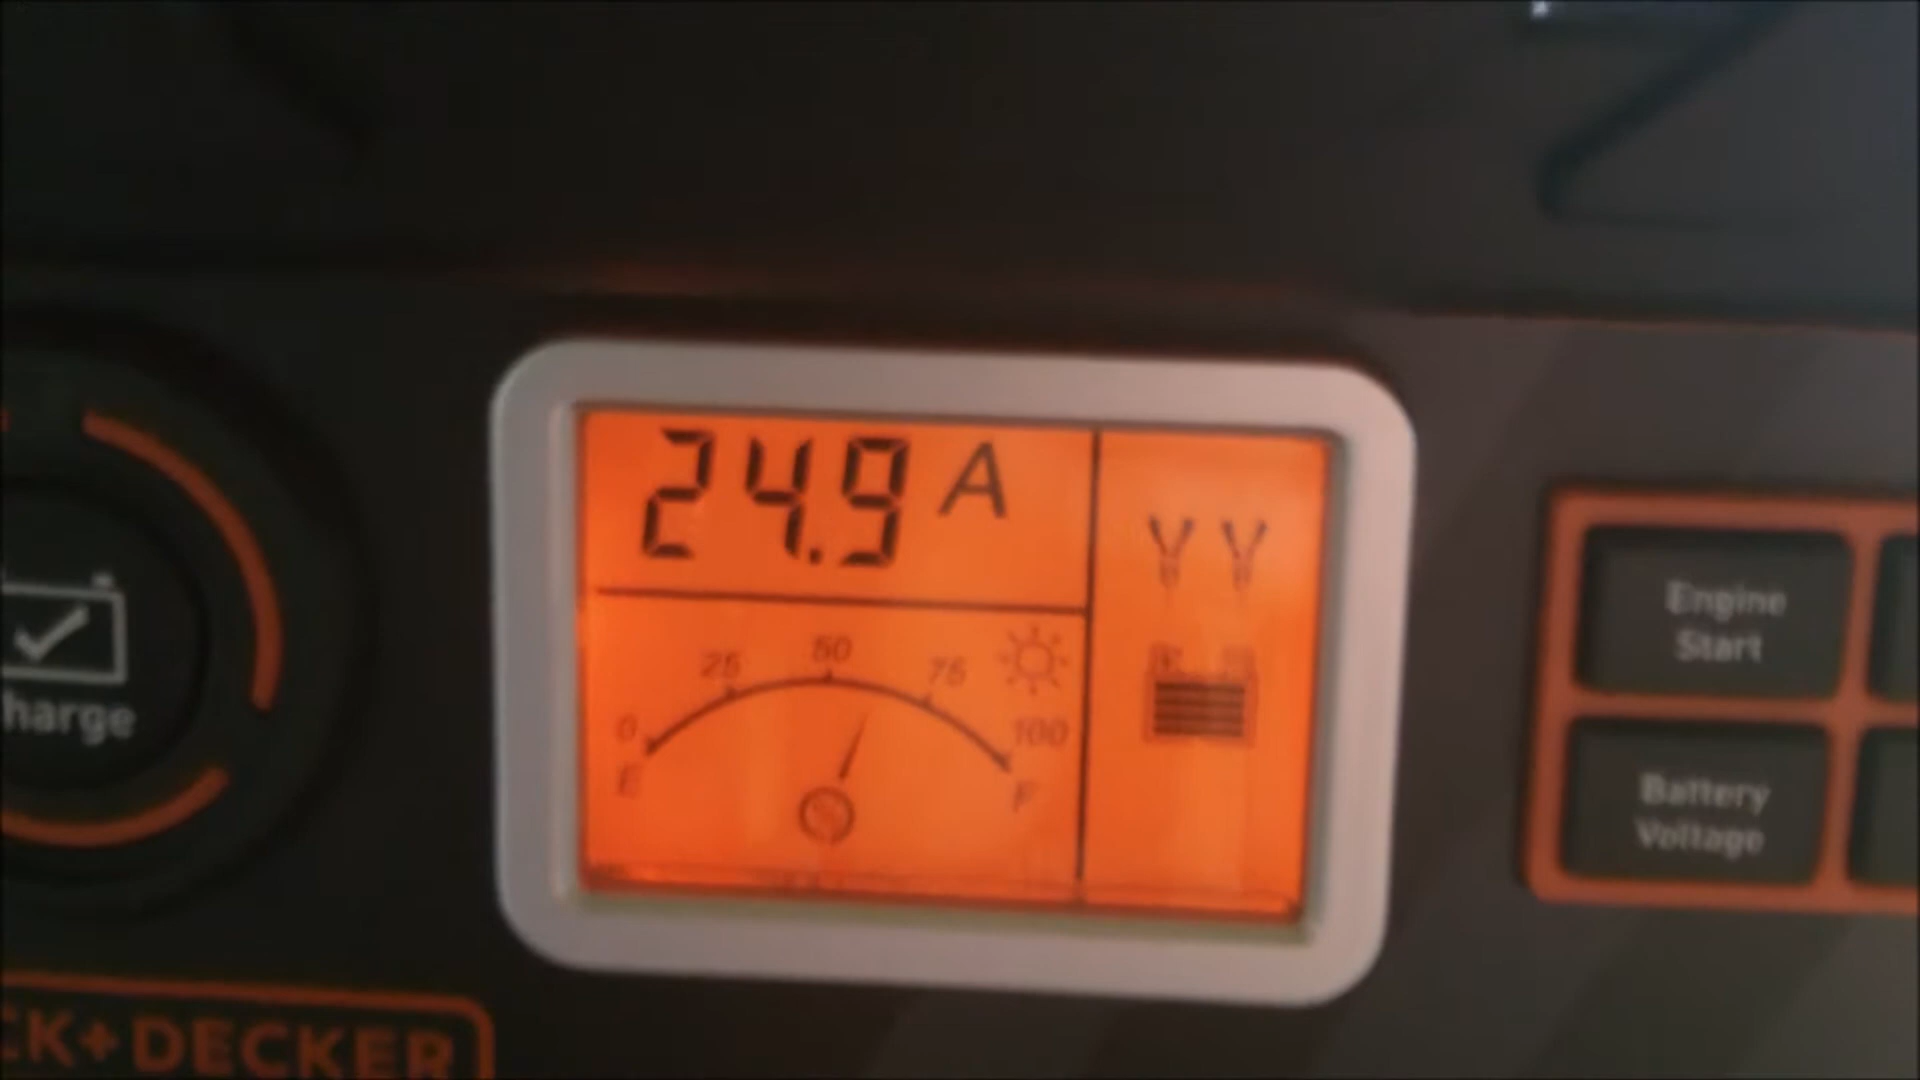 24.9 A
0 25 50 75 100
E F
harge
Engine
Start
Battery
Voltage
CK+DECKER